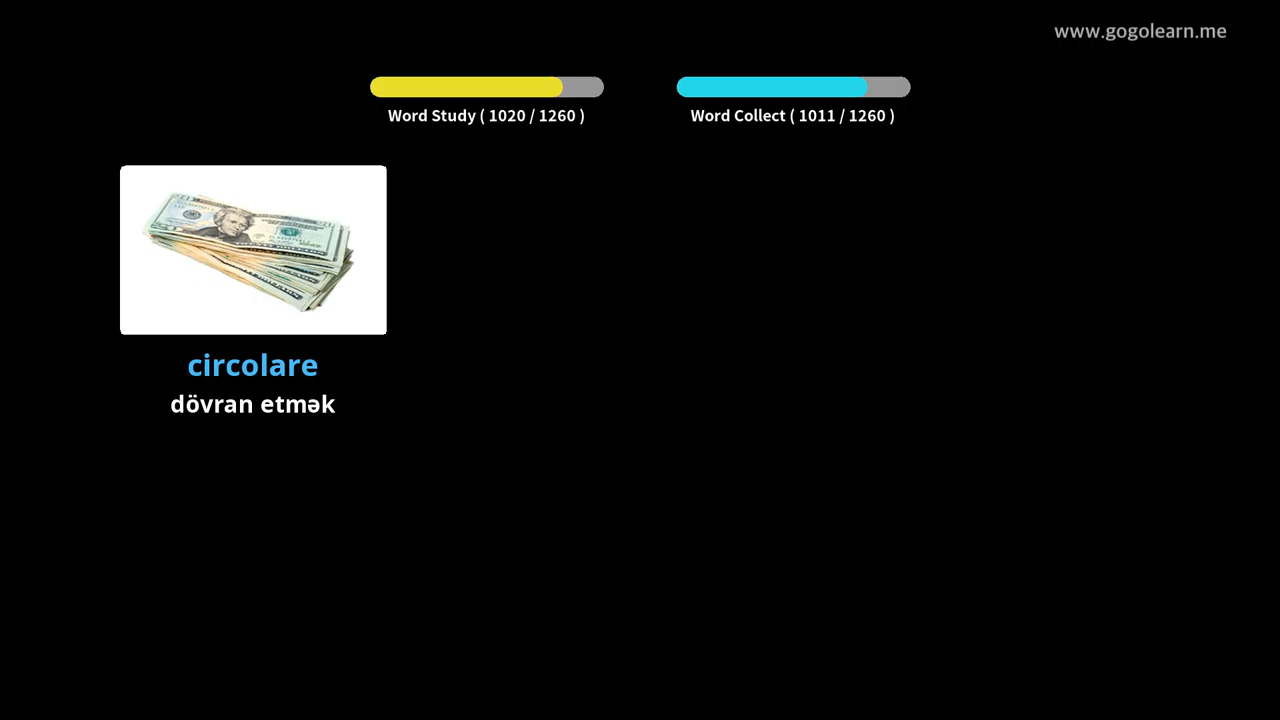 www.gogolearn.me
Word Study ( 1020 / 1260 )
Word Collect ( 1011 / 1260 )
circolare
dövran etmək